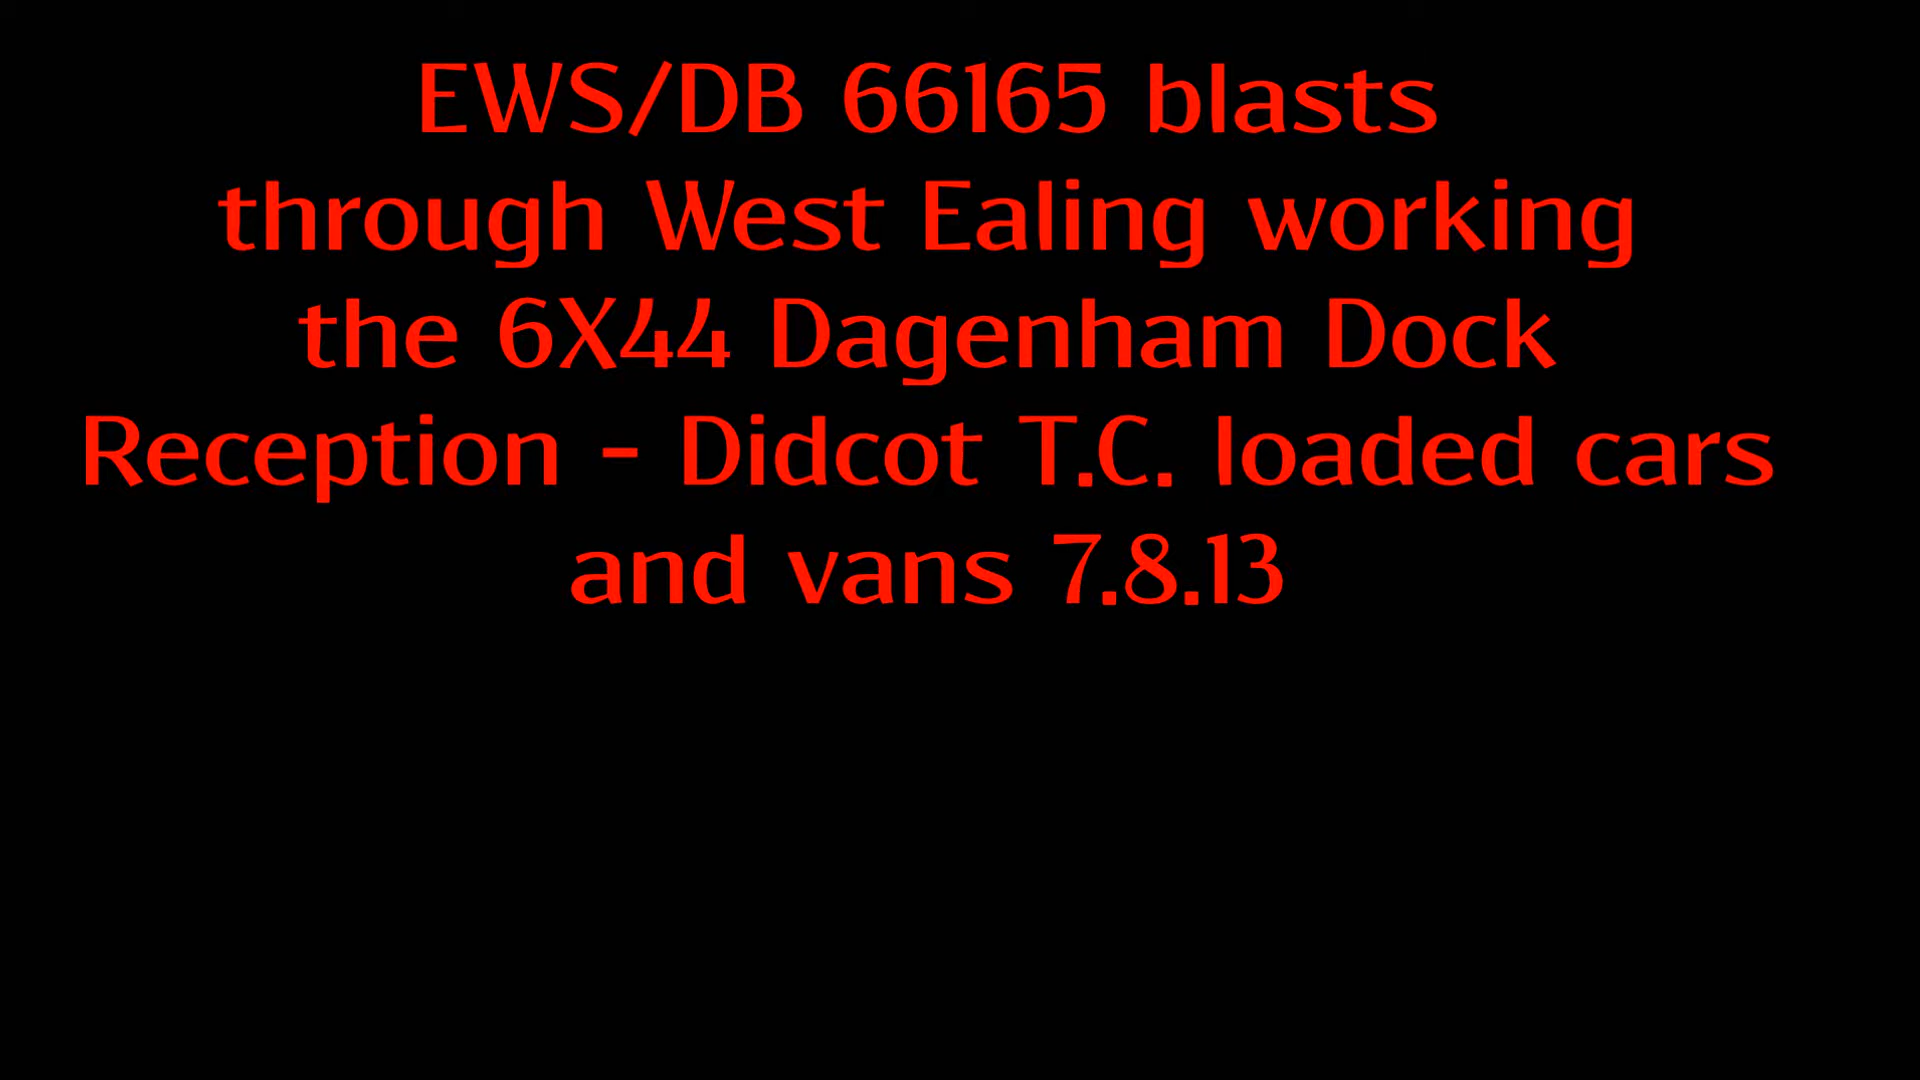 EWS/DB 66165 blasts
through West Ealing working
the 6X44 Dagenham Dock
Reception - Didcot T.C. loaded cars
and vans 7.8.13